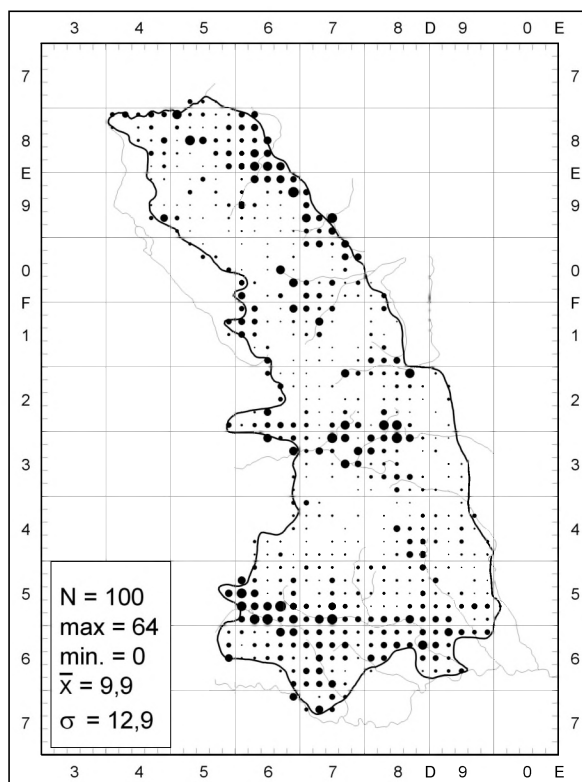 3 4 5 6 7 8 D 9 0 E
7 7
8 8
E E
9 9
0 0
F F
1 1
2 2
3 3
4 4
5 5
6 6
7 7
N = 100
max = 64
min. = 0
x̅ = 9,9
σ = 12,9
3 4 5 6 7 8 D 9 0 E